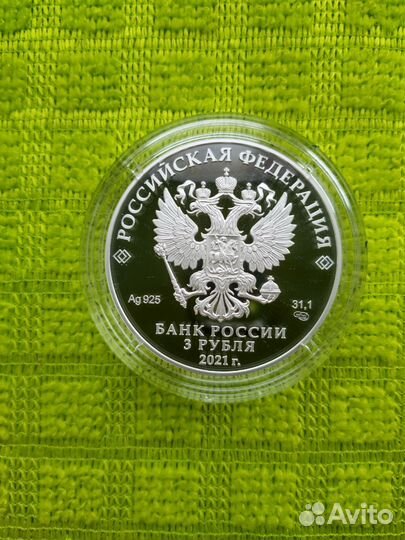 РОССИЙСКАЯ ФЕДЕРАЦИЯ
Ag 925
31,1
БАНК РОССИИ
3 РУБЛЯ
2021 г.
Avito